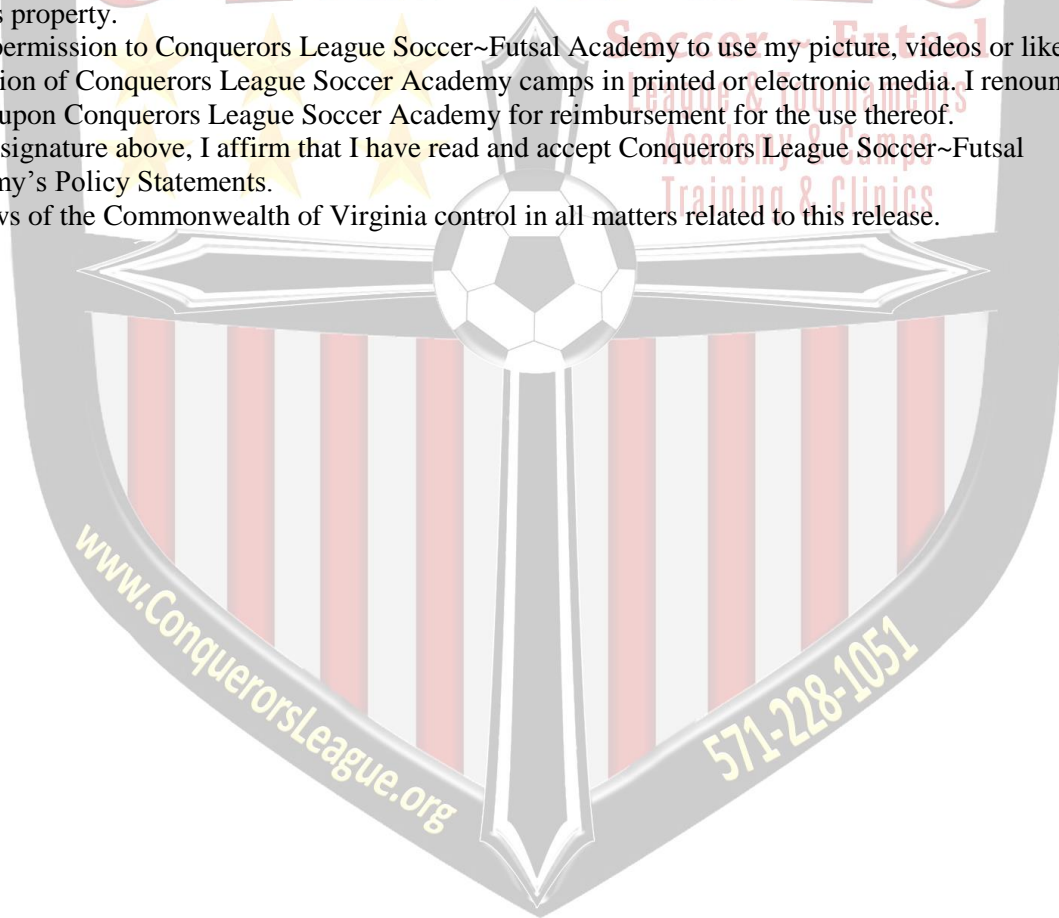 s property.
permission to Conquerors League Soccer~Futsal Academy to use my picture, videos or like
ion of Conquerors League Soccer Academy camps in printed or electronic media. I renoun
upon Conquerors League Soccer Academy for reimbursement for the use thereof.
signature above, I affirm that I have read and accept Conquerors League Soccer~Futsal
my's Policy Statements.
ws of the Commonwealth of Virginia control in all matters related to this release.
Soccer ~ Futsal
League & Tournaments
Academy & Camps
Training & Clinics
www.ConquerorsLeague.org
571-228-1051